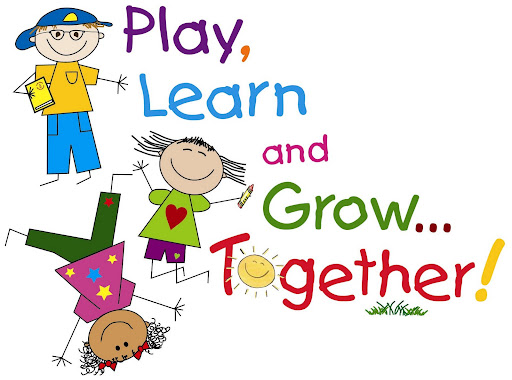 Play,
Learn
and
Grow...
Together!